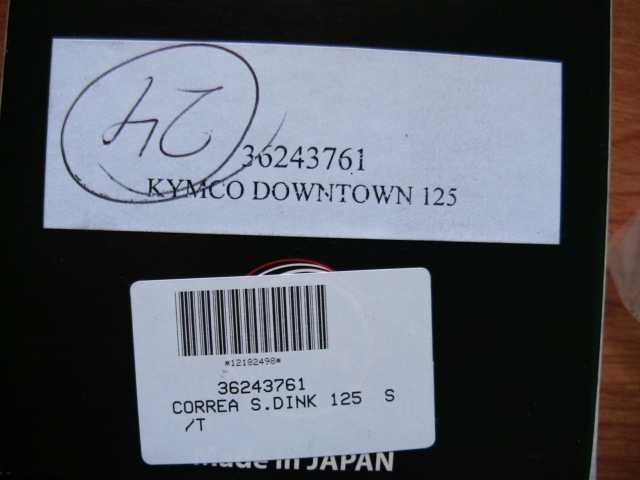 24
36243761
KYMCO DOWNTOWN 125
*12182498*
36243761
CORREA S.DINK 125 S
/T
Made in JAPAN